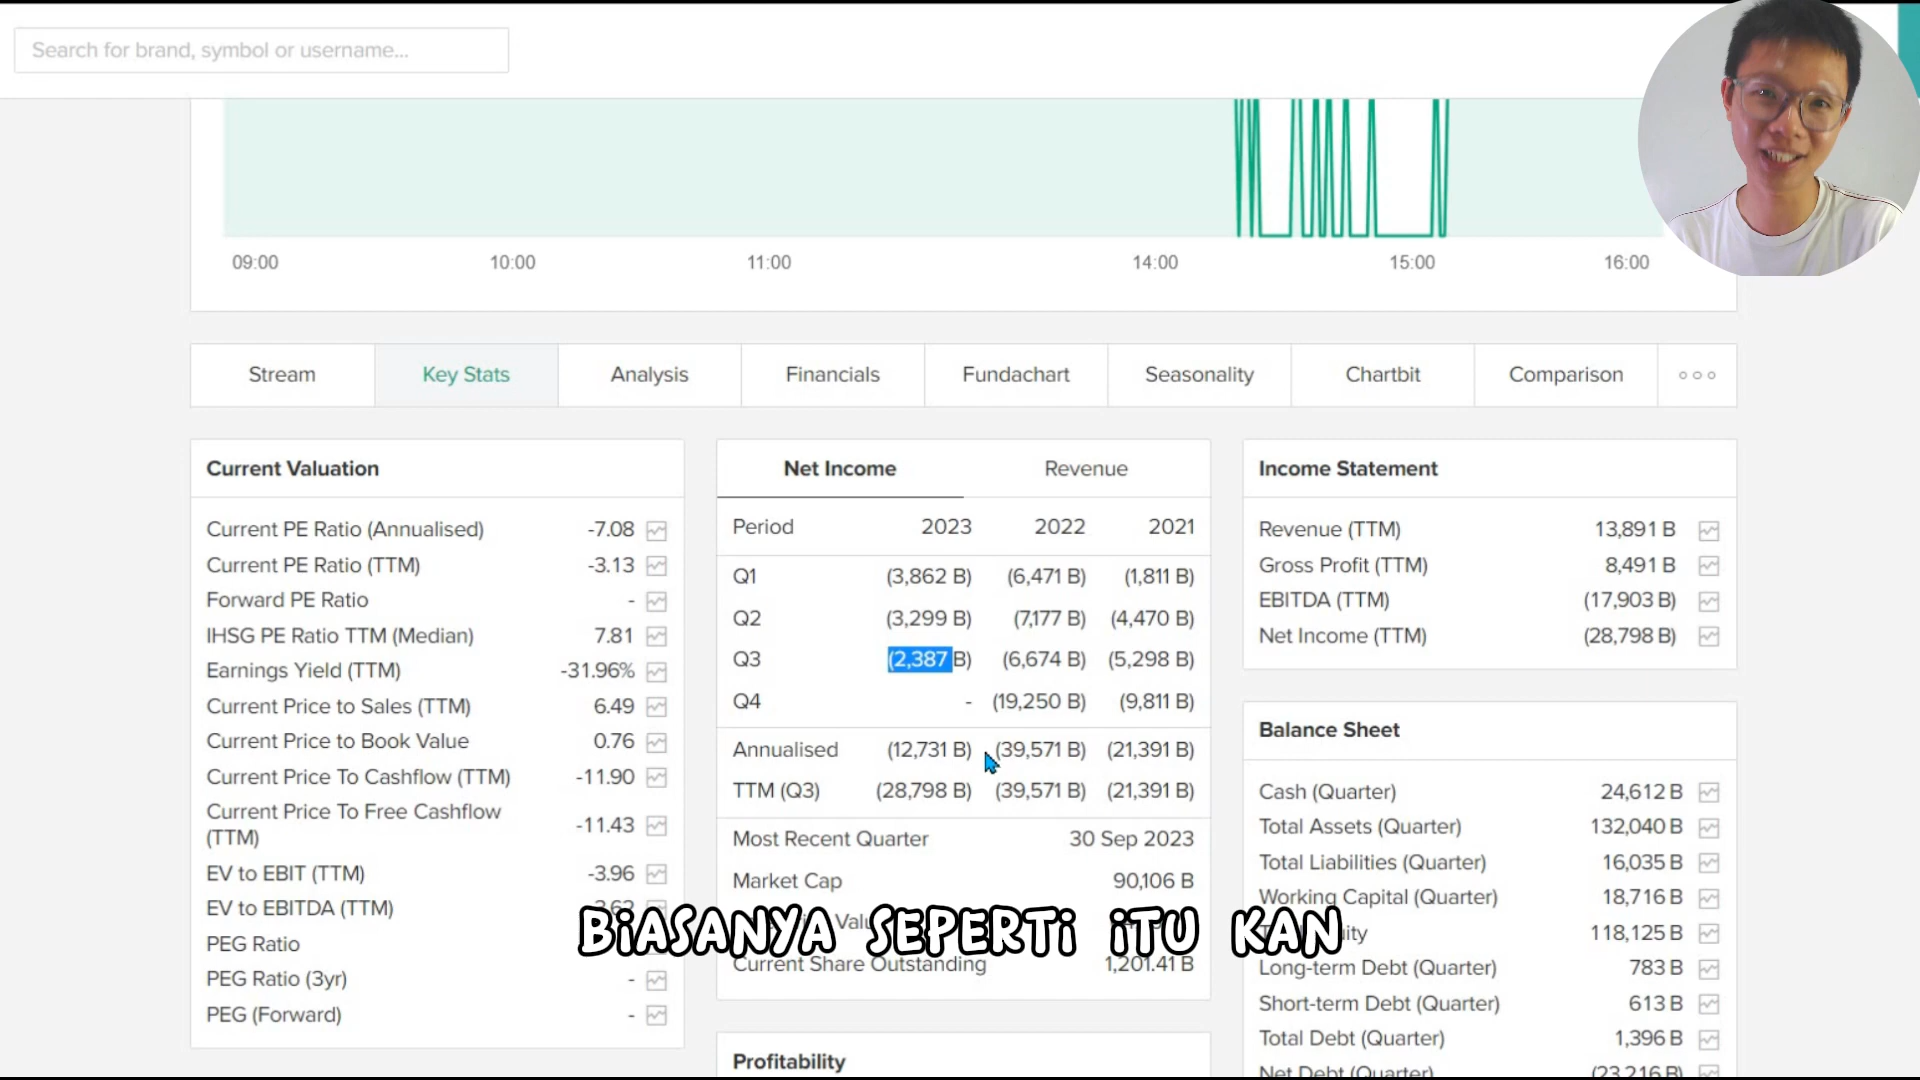 Search for brand, symbol or username...
09:00 10:00 11:00 14:00 15:00 16:00
Stream Key Stats Analysis Financials Fundachart Seasonality Chartbit Comparison
Current Valuation
Current PE Ratio (Annualised) -7.08
Current PE Ratio (TTM) -3.13
Forward PE Ratio -
IHSG PE Ratio TTM (Median) 7.81
Earnings Yield (TTM) -31.96%
Current Price to Sales (TTM) 6.49
Current Price to Book Value 0.76
Current Price To Cashflow (TTM) -11.90
Current Price To Free Cashflow
(TTM) -11.43
EV to EBIT (TTM) -3.96
EV to EBITDA (TTM)
PEG Ratio
PEG Ratio (3yr) -
PEG (Forward) -
Net Income Revenue
Period 2023 2022 2021
Q1 (3,862 B) (6,471 B) (1,811 B)
Q2 (3,299 B) (7,177 B) (4,470 B)
Q3 (2,387 B) (6,674 B) (5,298 B)
Q4 - (19,250 B) (9,811 B)
Annualised (12,731 B) (39,571 B) (21,391 B)
TTM (Q3) (28,798 B) (39,571 B) (21,391 B)
Most Recent Quarter 30 Sep 2023
Market Cap 90,106 B
Current Share Outstanding 1,201.41 B
Profitability
Income Statement
Revenue (TTM) 13,891 B
Gross Profit (TTM) 8,491 B
EBITDA (TTM) (17,903 B)
Net Income (TTM) (28,798 B)
Balance Sheet
Cash (Quarter) 24,612 B
Total Assets (Quarter) 132,040 B
Total Liabilities (Quarter) 16,035 B
Working Capital (Quarter) 18,716 B
118,125 B
Long-term Debt (Quarter) 783 B
Short-term Debt (Quarter) 613 B
Total Debt (Quarter) 1,396 B
Net Debt (Quarter) (23,216 B)
BIASANYA SEPERTI ITU KAN